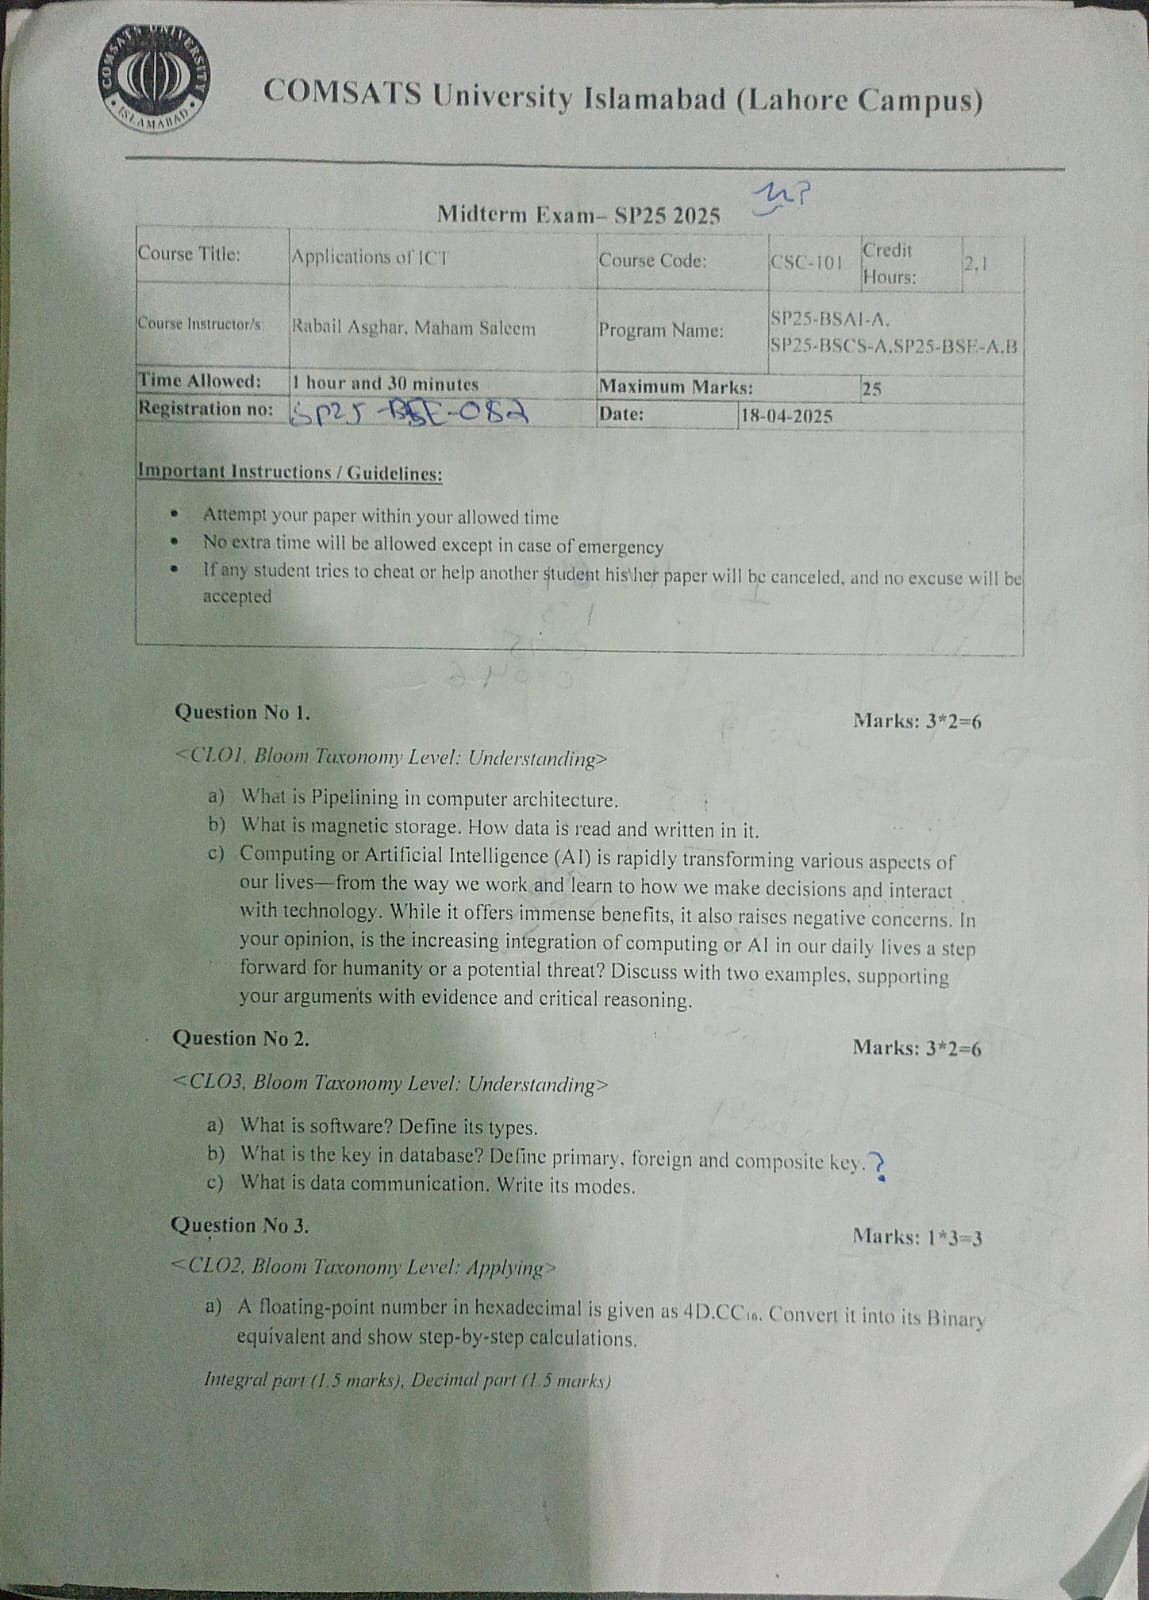 COMSATS UNIVERSITY
ISLAMABAD
COMSATS University Islamabad (Lahore Campus)
Midterm Exam– SP25 2025
Course Title: Applications of ICT Course Code: CSC-101 Credit Hours: 2,1
Course Instructor/s: Rabail Asghar, Maham Saleem Program Name: SP25-BSAI-A,
SP25-BSCS-A,SP25-BSE-A,B
Time Allowed: 1 hour and 30 minutes Maximum Marks: 25
Registration no: SP25-BSE-082 Date: 18-04-2025
Important Instructions / Guidelines:
• Attempt your paper within your allowed time
• No extra time will be allowed except in case of emergency
• If any student tries to cheat or help another student his\her paper will be canceled, and no excuse will be
accepted
Question No 1. Marks: 3*2=6
<CLO1, Bloom Taxonomy Level: Understanding>
a) What is Pipelining in computer architecture.
b) What is magnetic storage. How data is read and written in it.
c) Computing or Artificial Intelligence (AI) is rapidly transforming various aspects of
our lives—from the way we work and learn to how we make decisions and interact
with technology. While it offers immense benefits, it also raises negative concerns. In
your opinion, is the increasing integration of computing or AI in our daily lives a step
forward for humanity or a potential threat? Discuss with two examples, supporting
your arguments with evidence and critical reasoning.
Question No 2. Marks: 3*2=6
<CLO3, Bloom Taxonomy Level: Understanding>
a) What is software? Define its types.
b) What is the key in database? Define primary, foreign and composite key.?
c) What is data communication. Write its modes.
Question No 3. Marks: 1*3=3
<CLO2, Bloom Taxonomy Level: Applying>
a) A floating-point number in hexadecimal is given as 4D.CC₁₆. Convert it into its Binary
equivalent and show step-by-step calculations.
Integral part (1.5 marks), Decimal part (1.5 marks)